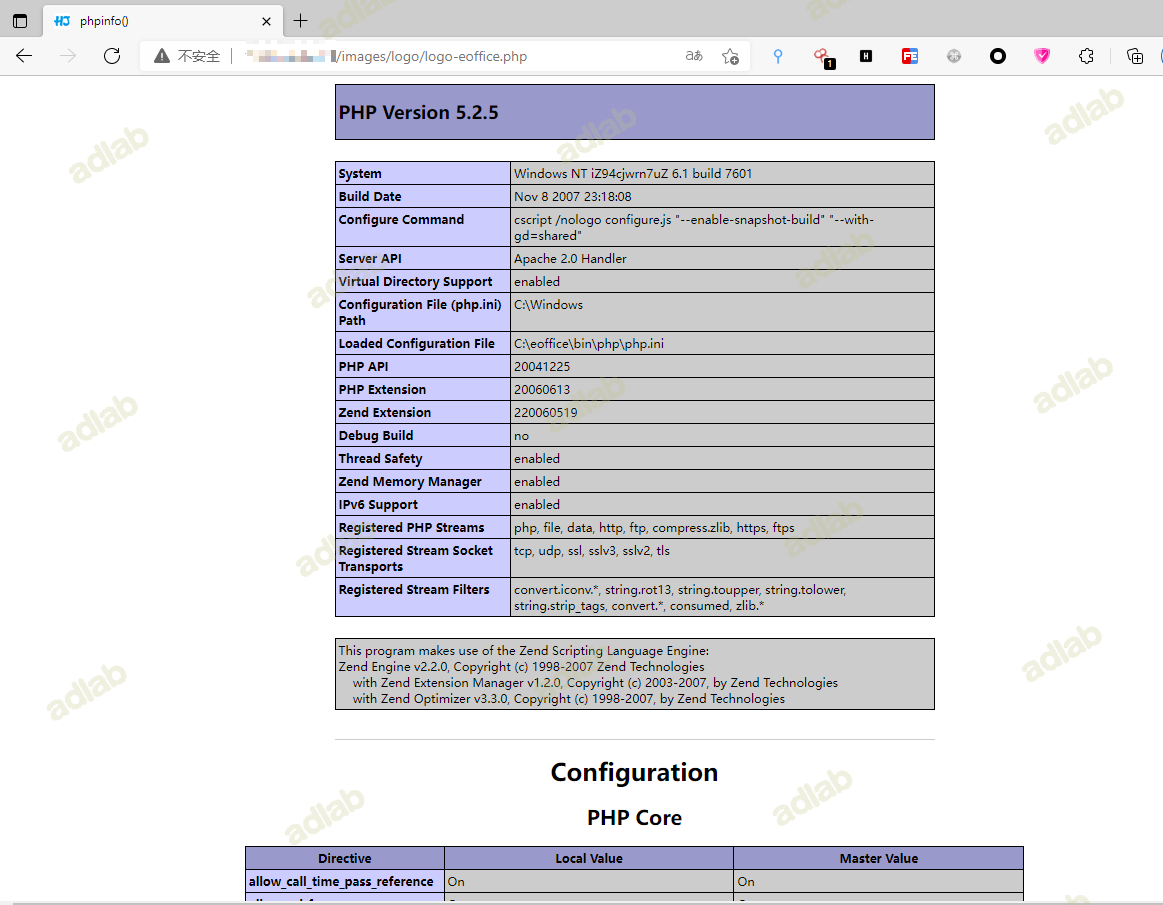 phpinfo()
不安全
/images/logo/logo-eoffice.php
aあ
1
H
PHP Version 5.2.5
System Windows NT iZ94cjwrn7uZ 6.1 build 7601
Build Date Nov 8 2007 23:18:08
Configure Command cscript /nologo configure.js "--enable-snapshot-build" "--with-
gd=shared"
Server API Apache 2.0 Handler
Virtual Directory Support enabled
Configuration File (php.ini) C:\Windows
Path
Loaded Configuration File C:\eoffice\bin\php\php.ini
PHP API 20041225
PHP Extension 20060613
Zend Extension 220060519
Debug Build no
Thread Safety enabled
Zend Memory Manager enabled
IPv6 Support enabled
Registered PHP Streams php, file, data, http, ftp, compress.zlib, https, ftps
Registered Stream Socket tcp, udp, ssl, sslv3, sslv2, tls
Transports
Registered Stream Filters convert.iconv.*, string.rot13, string.toupper, string.tolower,
string.strip_tags, convert.*, consumed, zlib.*
This program makes use of the Zend Scripting Language Engine:
Zend Engine v2.2.0, Copyright (c) 1998-2007 Zend Technologies
with Zend Extension Manager v1.2.0, Copyright (c) 2003-2007, by Zend Technologies
with Zend Optimizer v3.3.0, Copyright (c) 1998-2007, by Zend Technologies
Configuration
PHP Core
Directive Local Value Master Value
allow_call_time_pass_reference On On
adlab